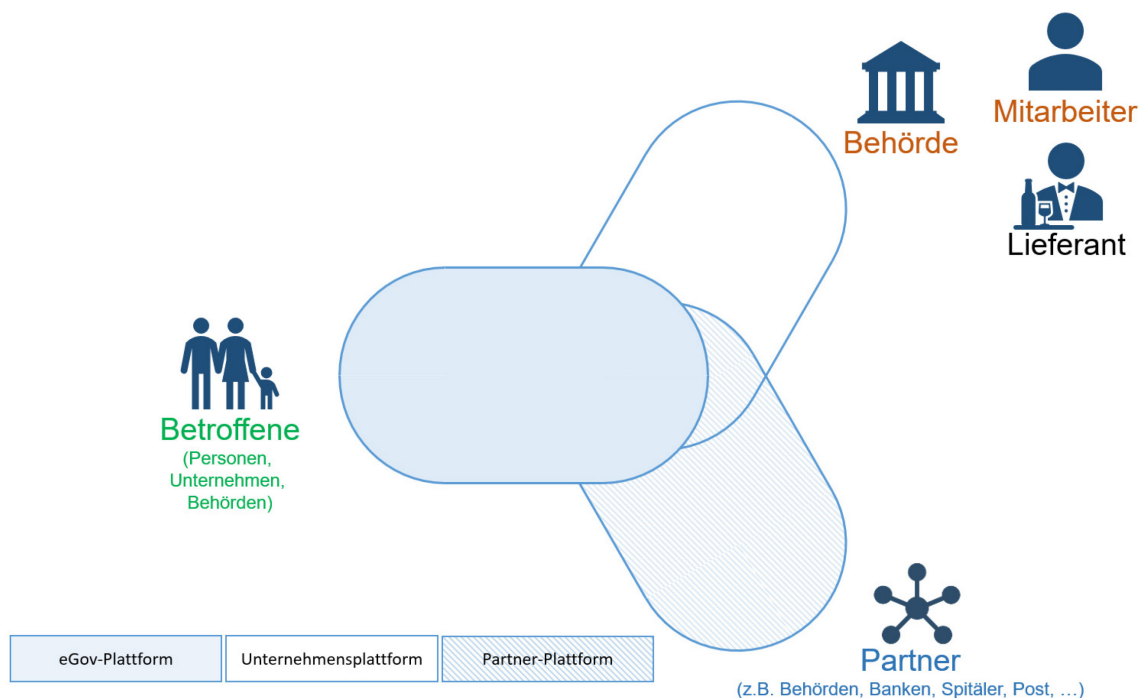 Mitarbeiter
Behörde
Lieferant
Betroffene
(Personen,
Unternehmen,
Behörden)
eGov-Plattform
Unternehmensplattform
Partner-Plattform
Partner
(z.B. Behörden, Banken, Spitäler, Post, …)